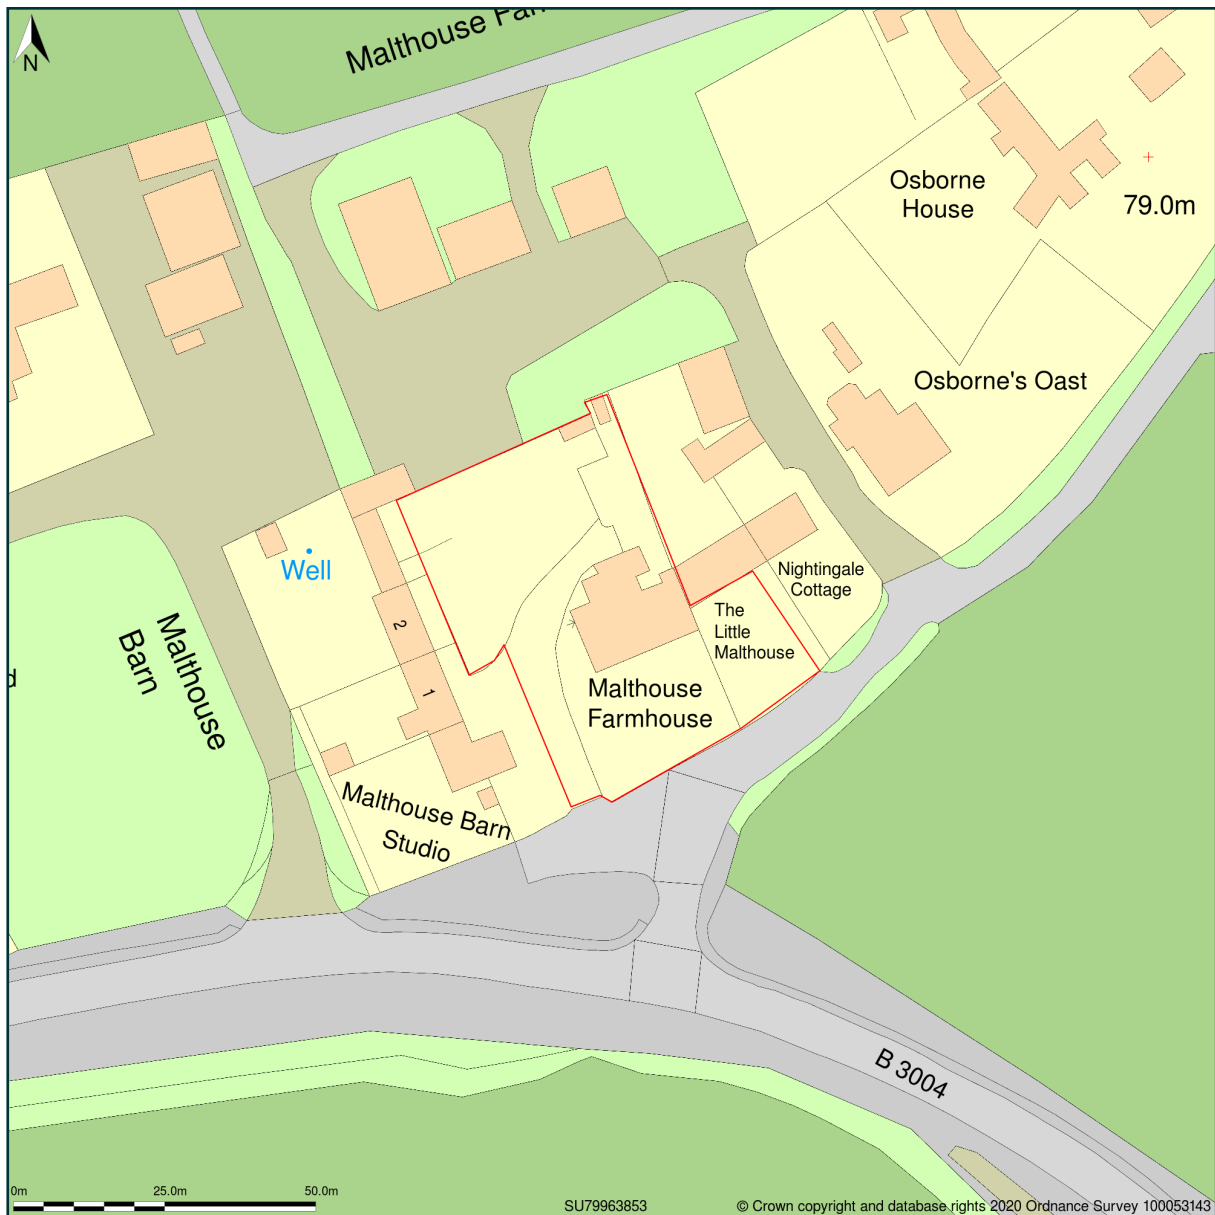 Malthouse
N
Osborne
House
79.0m
Osborne's Oast
Well
Nightingale
Cottage
2
The
Little
Malthouse
Malthouse
Barn
1
Malthouse
Farmhouse
Malthouse Barn
Studio
B 3004
0m
25.0m
50.0m
SU79963853
© Crown copyright and database rights 2020 Ordnance Survey 100053143